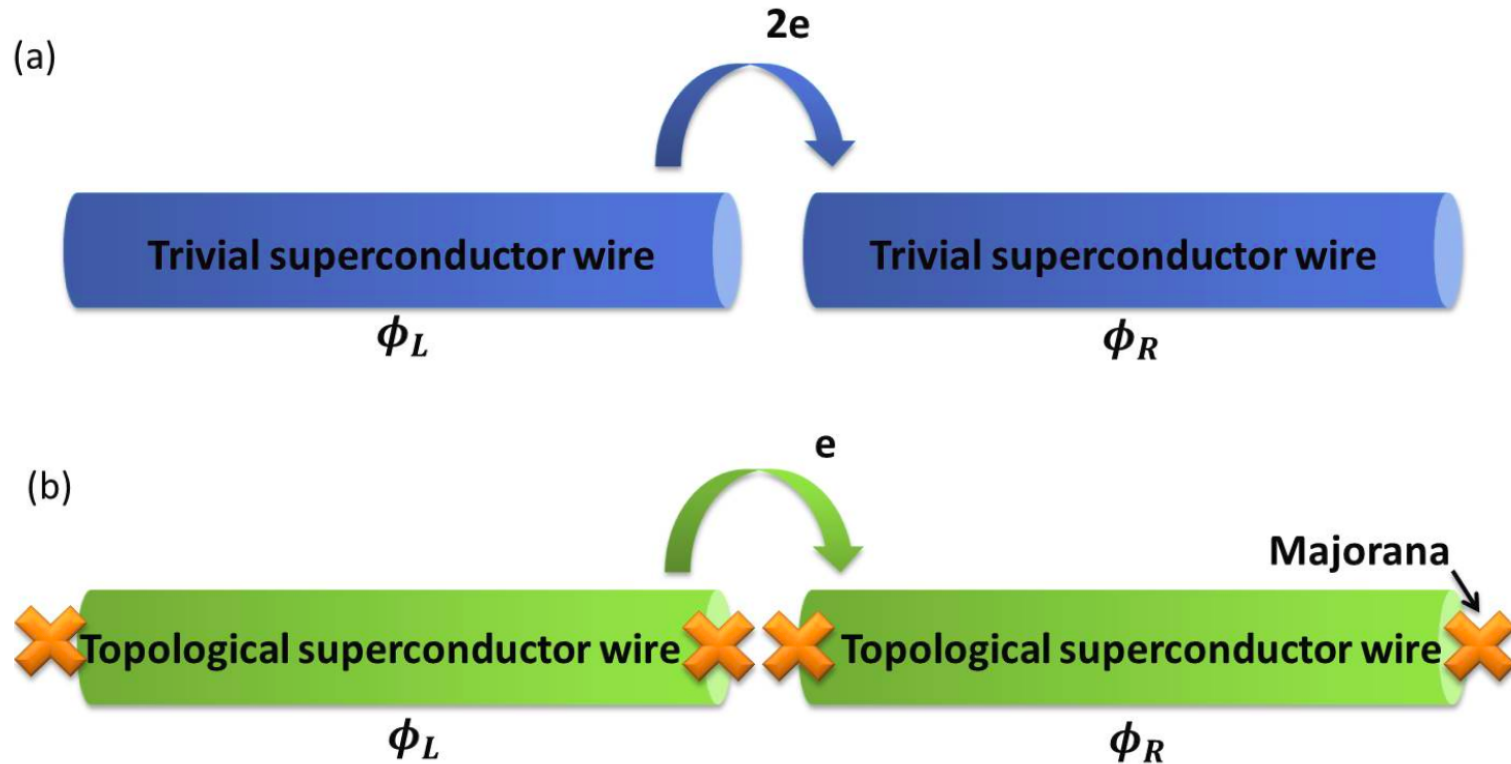 2e
(a)
Trivial superconductor wire Trivial superconductor wire
ϕL ϕR
e
(b)
Majorana
Topological superconductor wire Topological superconductor wire
ϕL ϕR